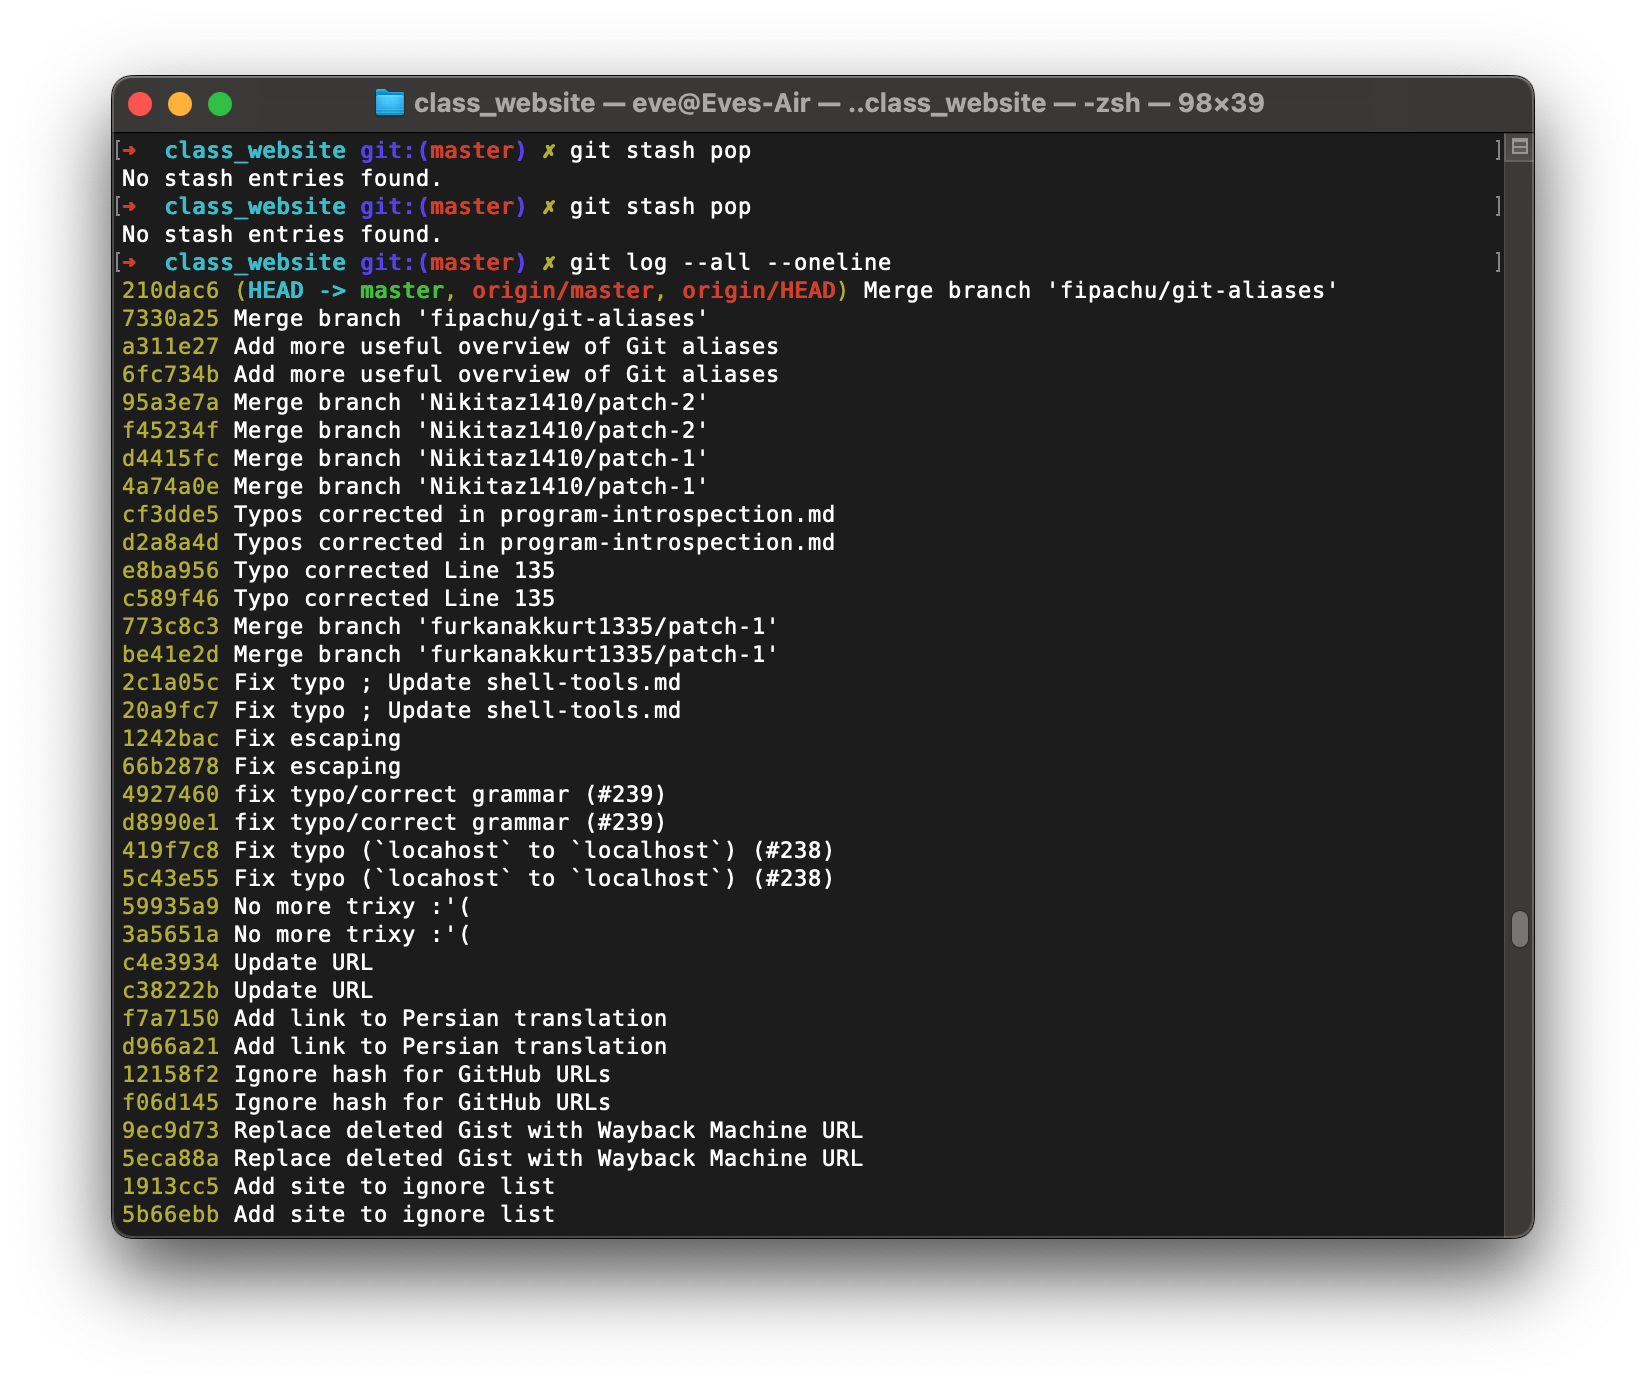 class_website — eve@Eves-Air — ..class_website — -zsh — 98×39
[➜  class_website git:(master) ✗ git stash pop ]
No stash entries found.
[➜  class_website git:(master) ✗ git stash pop ]
No stash entries found.
[➜  class_website git:(master) ✗ git log --all --oneline ]
210dac6 (HEAD -> master, origin/master, origin/HEAD) Merge branch 'fipachu/git-aliases'
7330a25 Merge branch 'fipachu/git-aliases'
a311e27 Add more useful overview of Git aliases
6fc734b Add more useful overview of Git aliases
95a3e7a Merge branch 'Nikitaz1410/patch-2'
f45234f Merge branch 'Nikitaz1410/patch-2'
d4415fc Merge branch 'Nikitaz1410/patch-1'
4a74a0e Merge branch 'Nikitaz1410/patch-1'
cf3dde5 Typos corrected in program-introspection.md
d2a8a4d Typos corrected in program-introspection.md
e8ba956 Typo corrected Line 135
c589f46 Typo corrected Line 135
773c8c3 Merge branch 'furkanakkurt1335/patch-1'
be41e2d Merge branch 'furkanakkurt1335/patch-1'
2c1a05c Fix typo ; Update shell-tools.md
20a9fc7 Fix typo ; Update shell-tools.md
1242bac Fix escaping
66b2878 Fix escaping
4927460 fix typo/correct grammar (#239)
d8990e1 fix typo/correct grammar (#239)
419f7c8 Fix typo (`locahost` to `localhost`) (#238)
5c43e55 Fix typo (`locahost` to `localhost`) (#238)
59935a9 No more trixy :'(
3a5651a No more trixy :'(
c4e3934 Update URL
c38222b Update URL
f7a7150 Add link to Persian translation
d966a21 Add link to Persian translation
12158f2 Ignore hash for GitHub URLs
f06d145 Ignore hash for GitHub URLs
9ec9d73 Replace deleted Gist with Wayback Machine URL
5eca88a Replace deleted Gist with Wayback Machine URL
1913cc5 Add site to ignore list
5b66ebb Add site to ignore list